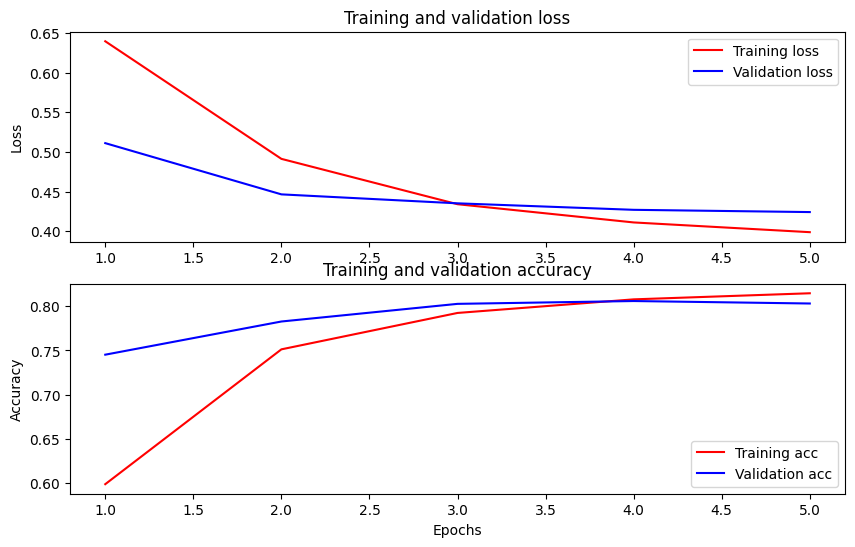 Training and validation loss
0.65
0.60
0.55
0.50
0.45
0.40
Loss
Training loss
Validation loss
1.0 1.5 2.0 2.5 3.0 3.5 4.0 4.5 5.0
Training and validation accuracy
0.80
0.75
0.70
0.65
0.60
Accuracy
Training acc
Validation acc
1.0 1.5 2.0 2.5 3.0 3.5 4.0 4.5 5.0
Epochs